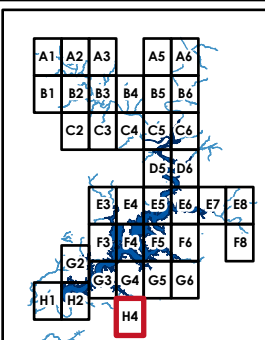 A1 A2 A3 A5 A6
B1 B2 B3 B4 B5 B6
C2 C3 C4 C5 C6
D5 D6
E3 E4 E5 E6 E7 E8
F3 F4 F5 F6 F8
G2
G3 G4 G5 G6
H1 H2
H4